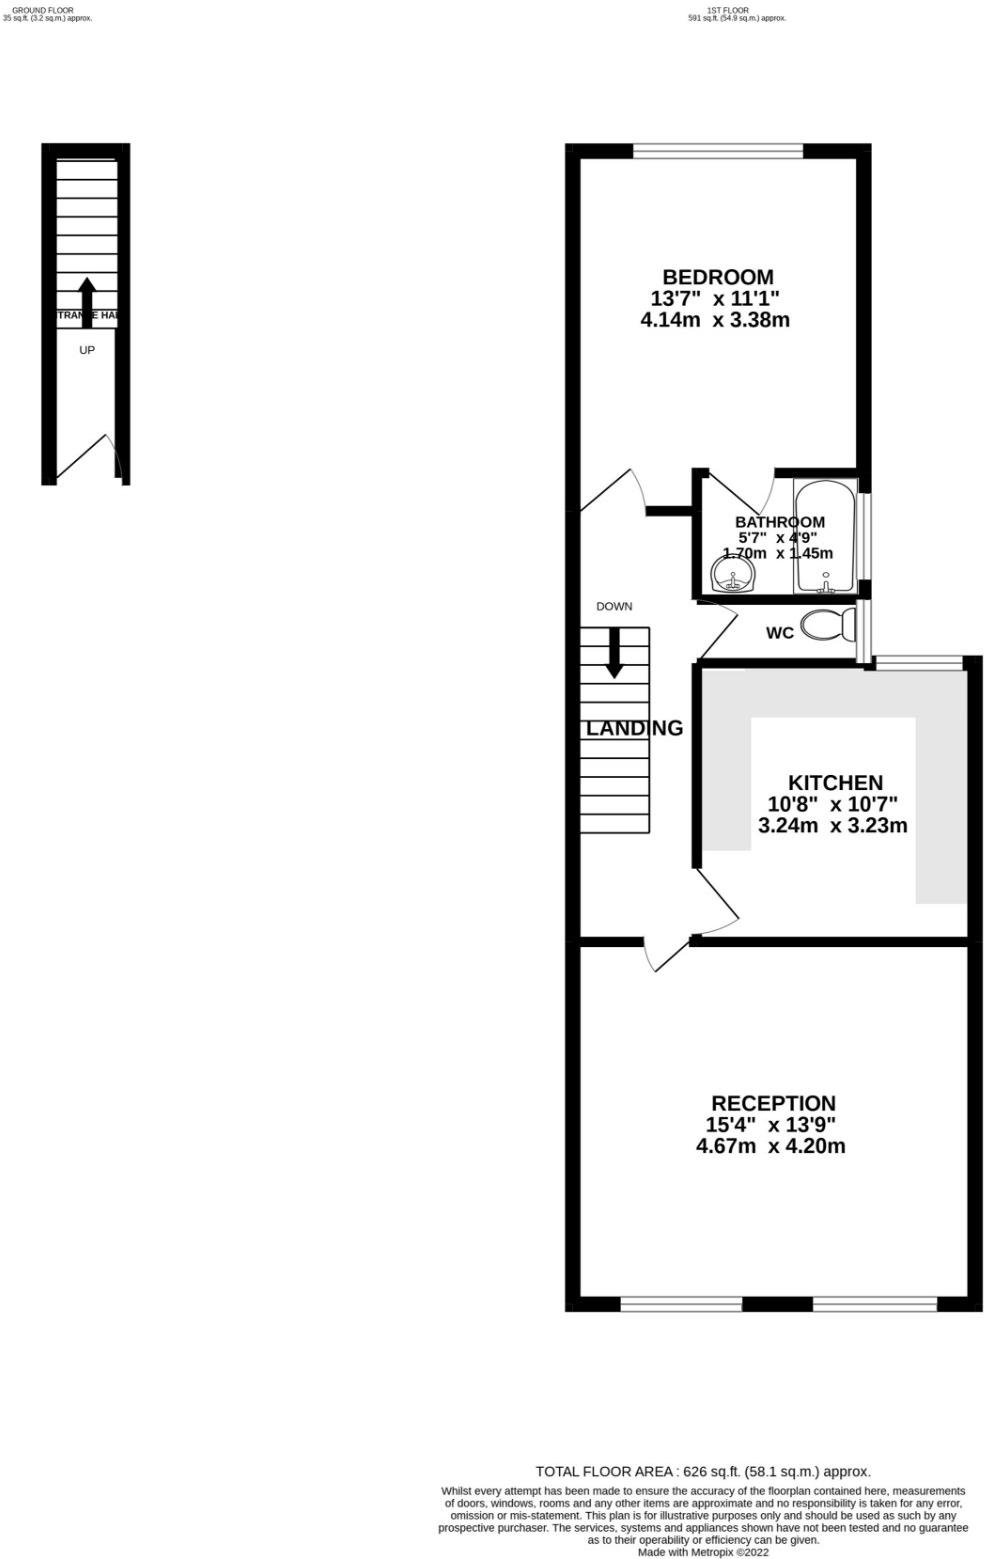 GROUND FLOOR
35 sq.ft. (3.2 sq.m.) approx.
1ST FLOOR
591 sq.ft. (54.9 sq.m.) approx.
UP
BEDROOM
13'7" x 11'1"
4.14m x 3.38m
BATHROOM
5'7" x 4'9"
1.70m x 1.45m
DOWN
WC
LANDING
KITCHEN
10'8" x 10'7"
3.24m x 3.23m
RECEPTION
15'4" x 13'9"
4.67m x 4.20m
TOTAL FLOOR AREA : 626 sq.ft. (58.1 sq.m.) approx.
Whilst every attempt has been made to ensure the accuracy of the floorplan contained here, measurements
of doors, windows, rooms and any other items are approximate and no responsibility is taken for any error,
omission or mis-statement. This plan is for illustrative purposes only and should be used as such by any
prospective purchaser. The services, systems and appliances shown have not been tested and no guarantee
as to their operability or efficiency can be given.
Made with Metropix ©2022